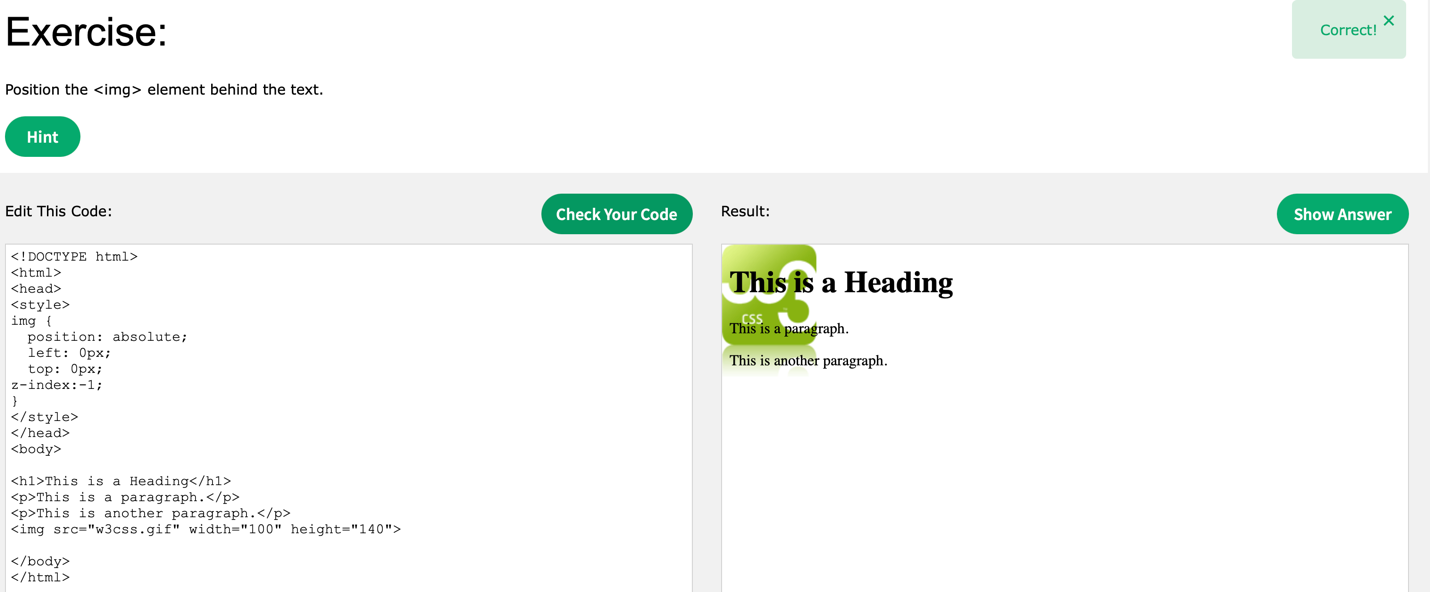 Exercise:
Correct! ×
Position the <img> element behind the text.
Hint
Edit This Code:
Check Your Code
Result:
Show Answer
<!DOCTYPE html>
<html>
<head>
<style>
img {
  position: absolute;
  left: 0px;
  top: 0px;
z-index:-1;
}
</style>
</head>
<body>
<h1>This is a Heading</h1>
<p>This is a paragraph.</p>
<p>This is another paragraph.</p>
<img src="w3css.gif" width="100" height="140">
</body>
</html>
This is a Heading
CSS
This is a paragraph.
This is another paragraph.